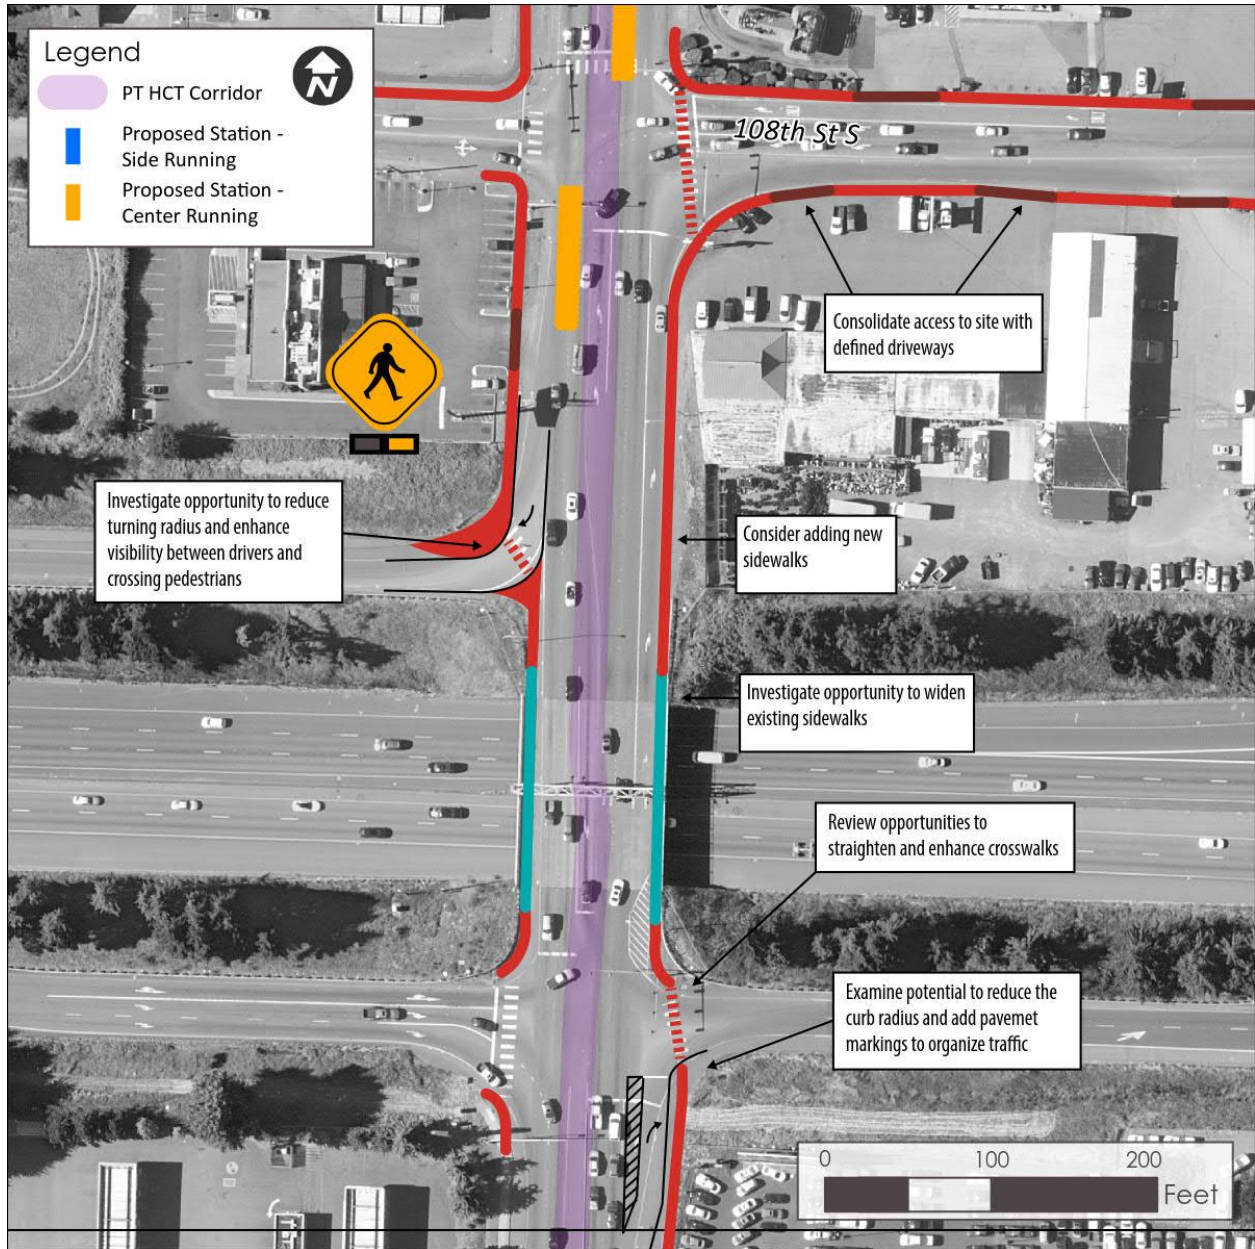 Legend
N
PT HCT Corridor
Proposed Station -
Side Running
Proposed Station -
Center Running
108th St S
Consolidate access to site with
defined driveways
Investigate opportunity to reduce
turning radius and enhance
visibility between drivers and
crossing pedestrians
Consider adding new
sidewalks
Investigate opportunity to widen
existing sidewalks
Review opportunities to
straighten and enhance crosswalks
Examine potential to reduce the
curb radius and add pavemet
markings to organize traffic
0 100 200
Feet